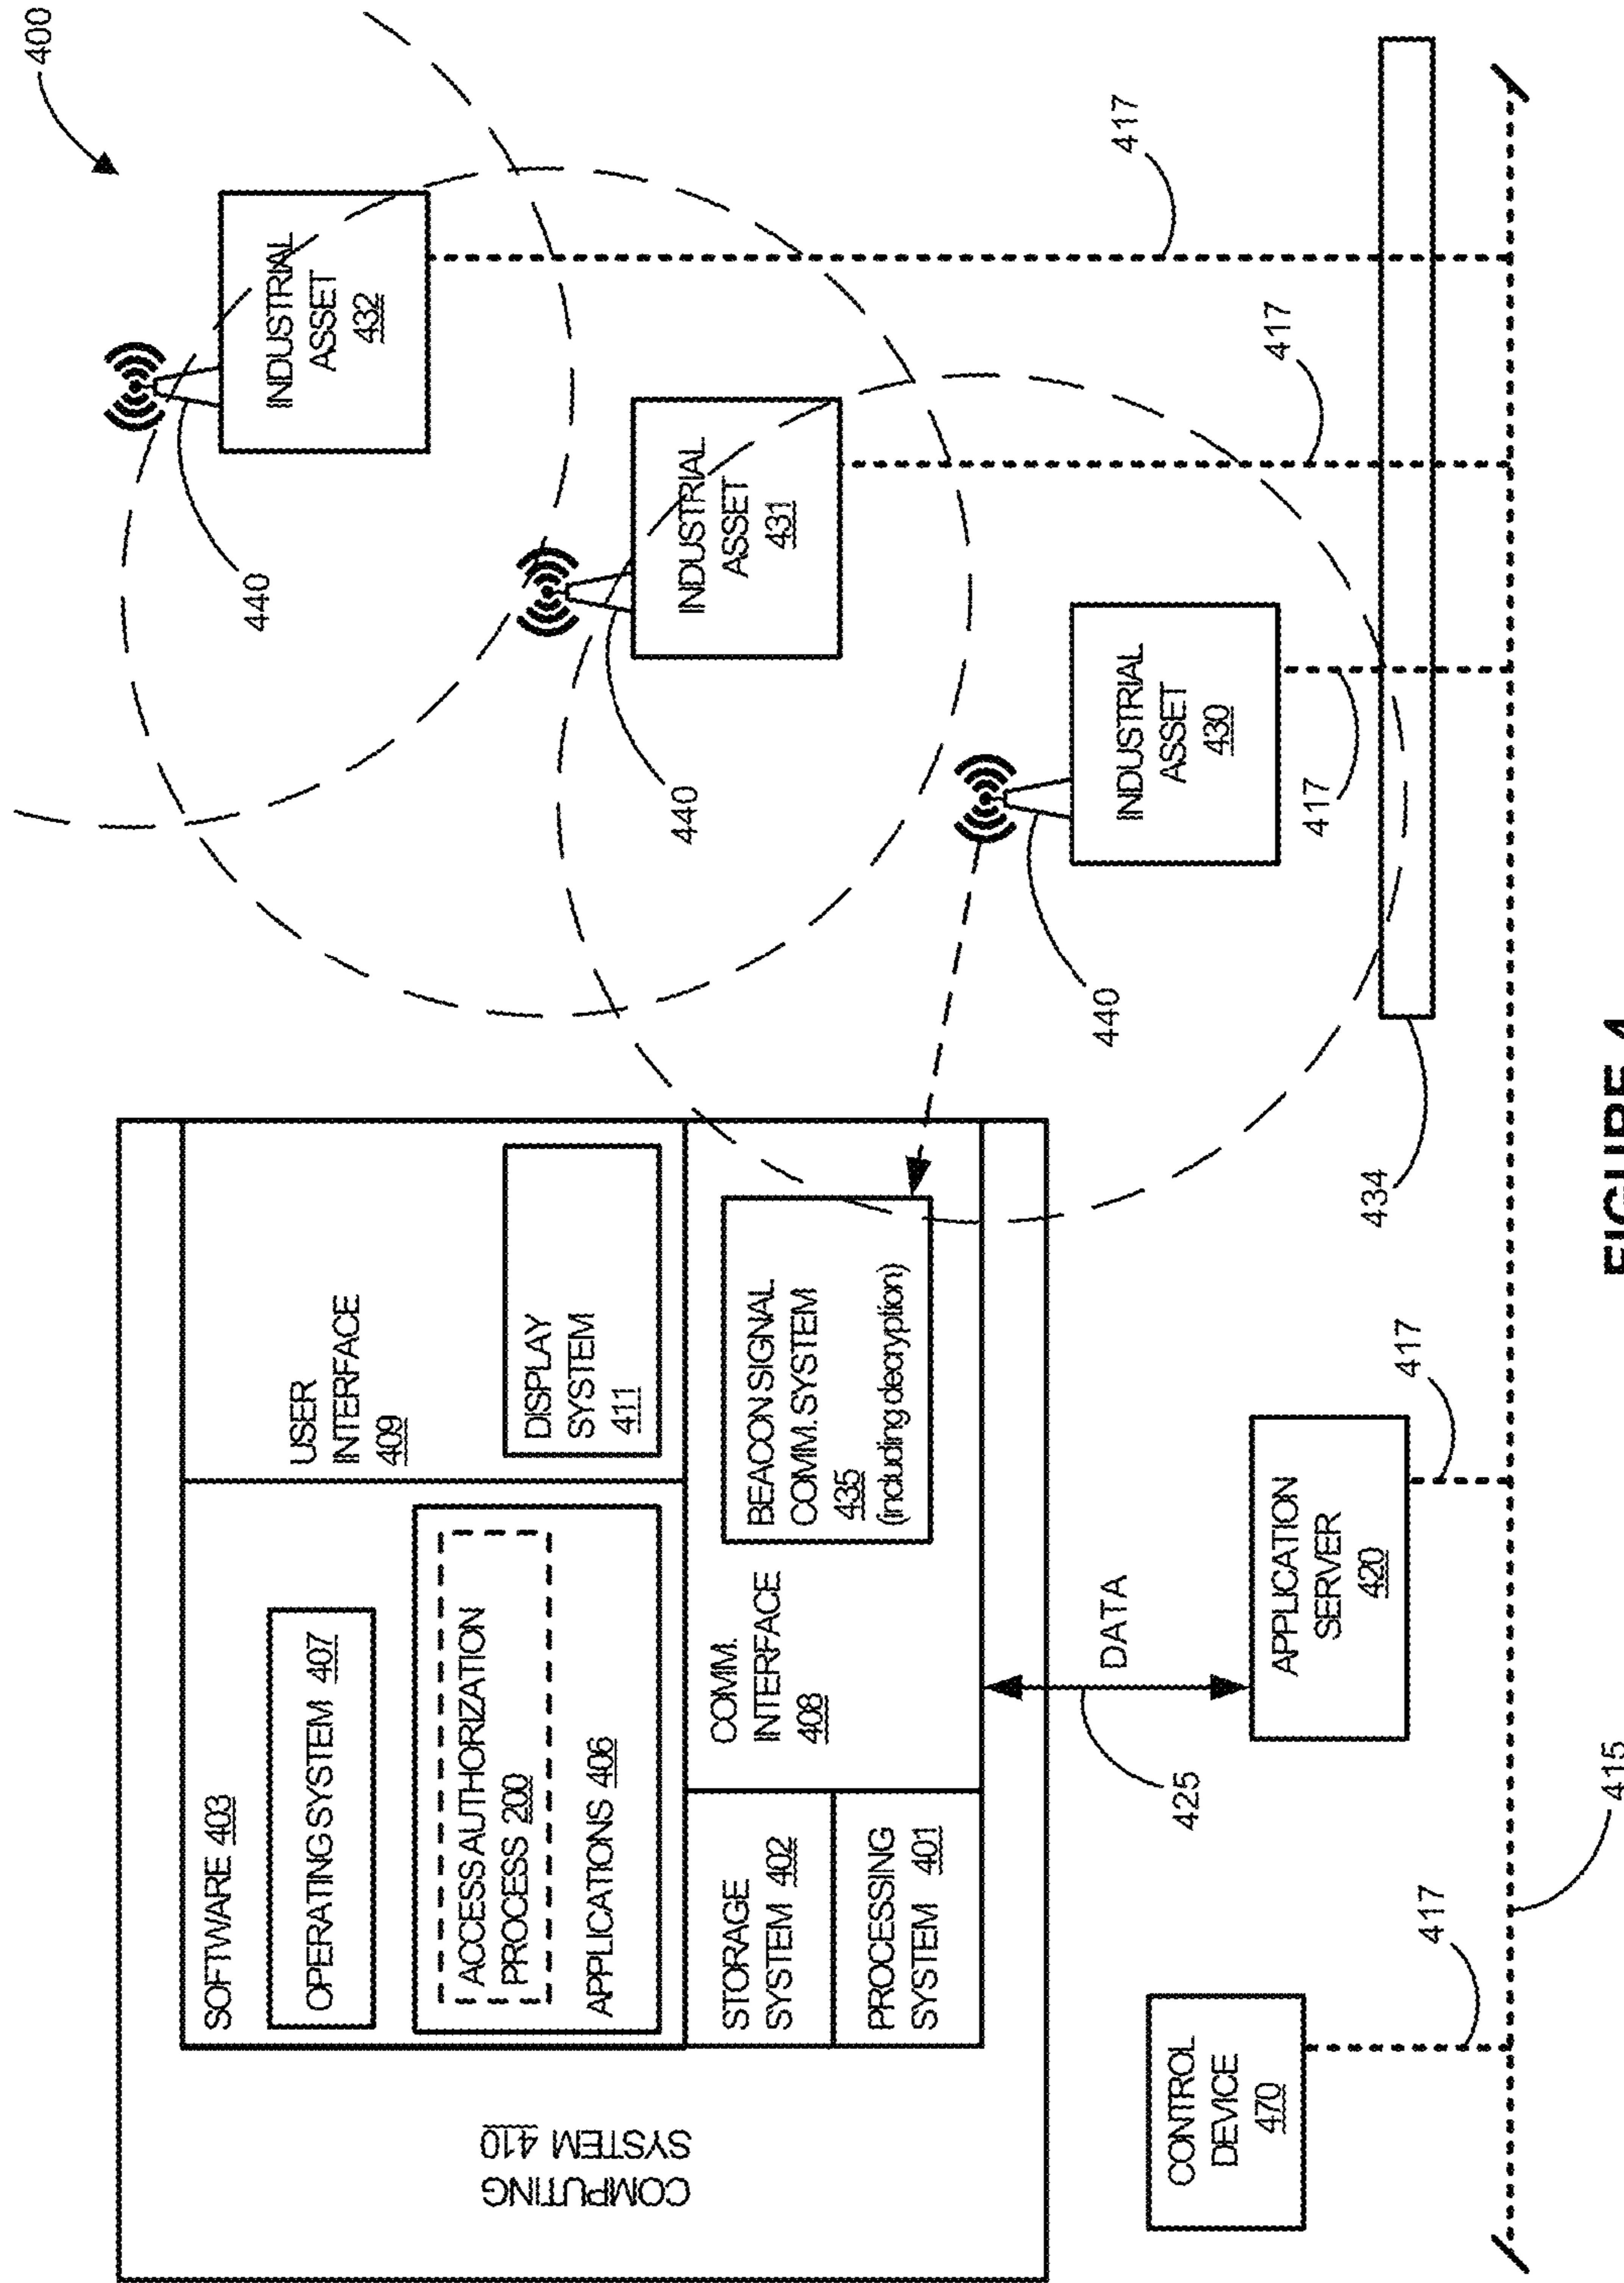 400
COMPUTING
SYSTEM 410
SOFTWARE 403
OPERATING SYSTEM 407
ACCESS AUTHORIZATION
PROCESS 200
APPLICATIONS 406
USER
INTERFACE
409
DISPLAY
SYSTEM
411
STORAGE
SYSTEM 402
PROCESSING
SYSTEM 401
COMM.
INTERFACE
408
BEACON SIGNAL
COMM. SYSTEM
435
(including decryption)
INDUSTRIAL
ASSET
432
440
INDUSTRIAL
ASSET
431
440
INDUSTRIAL
ASSET
430
440
417
417
417
434
DATA
425
CONTROL
DEVICE
470
417
APPLICATION
SERVER
420
417
415
FIGURE 4